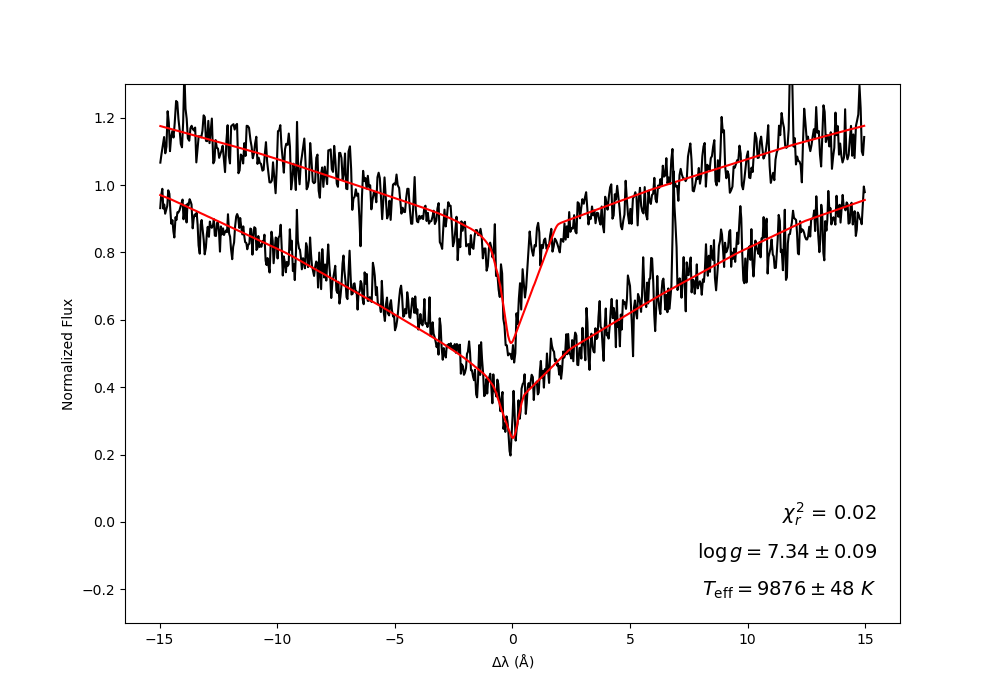 1.2
1.0
0.8
0.6
0.4
0.2
0.0
−0.2
Normalized Flux
χ²ᵣ = 0.02
log g = 7.34 ± 0.09
T_eff = 9876 ± 48 K
−15 −10 −5 0 5 10 15
Δλ (Å)